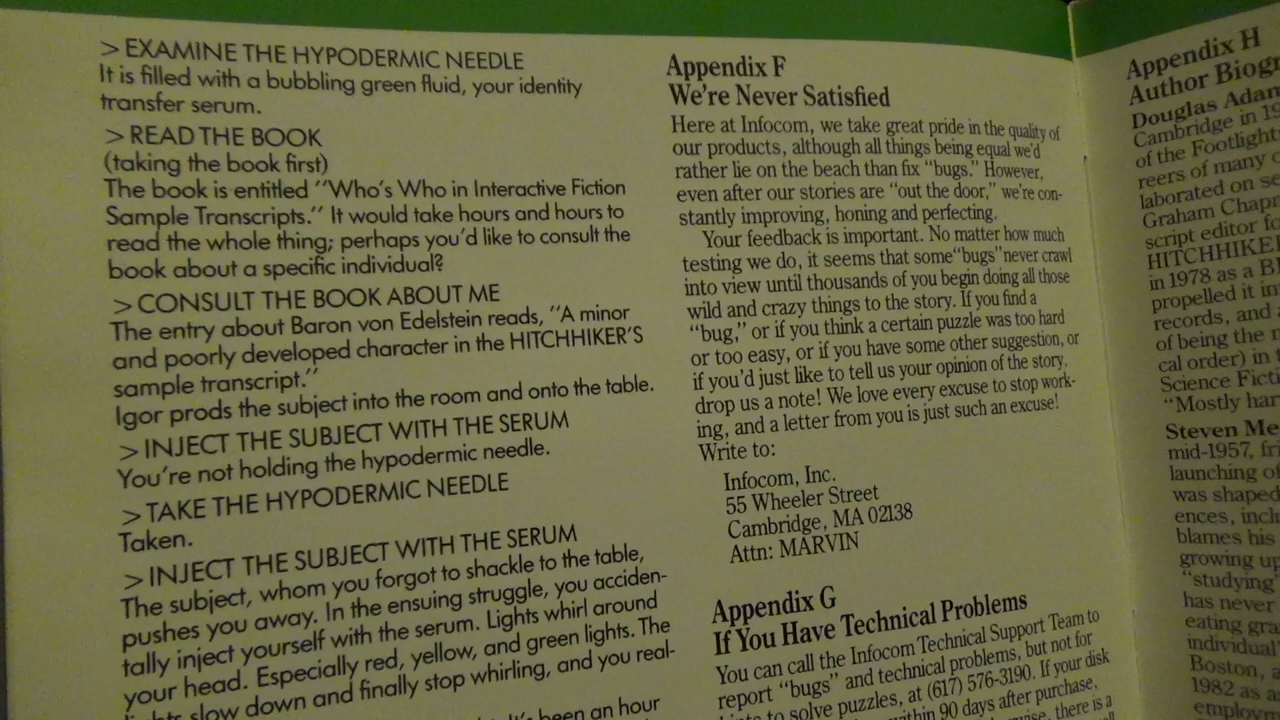 > EXAMINE THE HYPODERMIC NEEDLE
It is filled with a bubbling green fluid, your identity
transfer serum.
> READ THE BOOK
(taking the book first)
The book is entitled "Who's Who in Interactive Fiction
Sample Transcripts." It would take hours and hours to
read the whole thing; perhaps you'd like to consult the
book about a specific individual?
> CONSULT THE BOOK ABOUT ME
The entry about Baron von Edelstein reads, "A minor
and poorly developed character in the HITCHHIKER'S
sample transcript."
Igor prods the subject into the room and onto the table.
> INJECT THE SUBJECT WITH THE SERUM
You're not holding the hypodermic needle.
> TAKE THE HYPODERMIC NEEDLE
Taken.
> INJECT THE SUBJECT WITH THE SERUM
The subject, whom you forgot to shackle to the table,
pushes you away. In the ensuing struggle, you acciden-
tally inject yourself with the serum. Lights whirl around
your head. Especially red, yellow, and green lights. The
lights slow down and finally stop whirling, and you real-
It's been an hour
Appendix F
We're Never Satisfied
Here at Infocom, we take great pride in the quality of
our products, although all things being equal we'd
rather lie on the beach than fix "bugs." However,
even after our stories are "out the door," we're con-
stantly improving, honing and perfecting.
Your feedback is important. No matter how much
testing we do, it seems that some "bugs" never crawl
into view until thousands of you begin doing all those
wild and crazy things to the story. If you find a
"bug," or if you think a certain puzzle was too hard
or too easy, or if you have some other suggestion, or
if you'd just like to tell us your opinion of the story,
drop us a note! We love every excuse to stop work-
ing, and a letter from you is just such an excuse!
Write to:
Infocom, Inc.
55 Wheeler Street
Cambridge, MA 02138
Attn: MARVIN
Appendix G
If You Have Technical Problems
You can call the Infocom Technical Support Team to
report "bugs" and technical problems, but not for
hints to solve puzzles, at (617) 576-3190. If your disk
within 90 days after purchase,
there is a
Appendix H
Author Biogr
Douglas Adam
Cambridge in 19
of the Footlight
reers of many
laborated on se
Graham Chapr
script editor fo
HITCHHIKE
in 1978 as a B
propelled it in
records, and
of being the
cal order) in
Science Ficti
"Mostly har
Steven Me
mid-1957, fr
launching of
was shaped
ences, incl
blames his
growing up
"studying
has never
eating gra
individual
Boston, a
1982 as a
employm